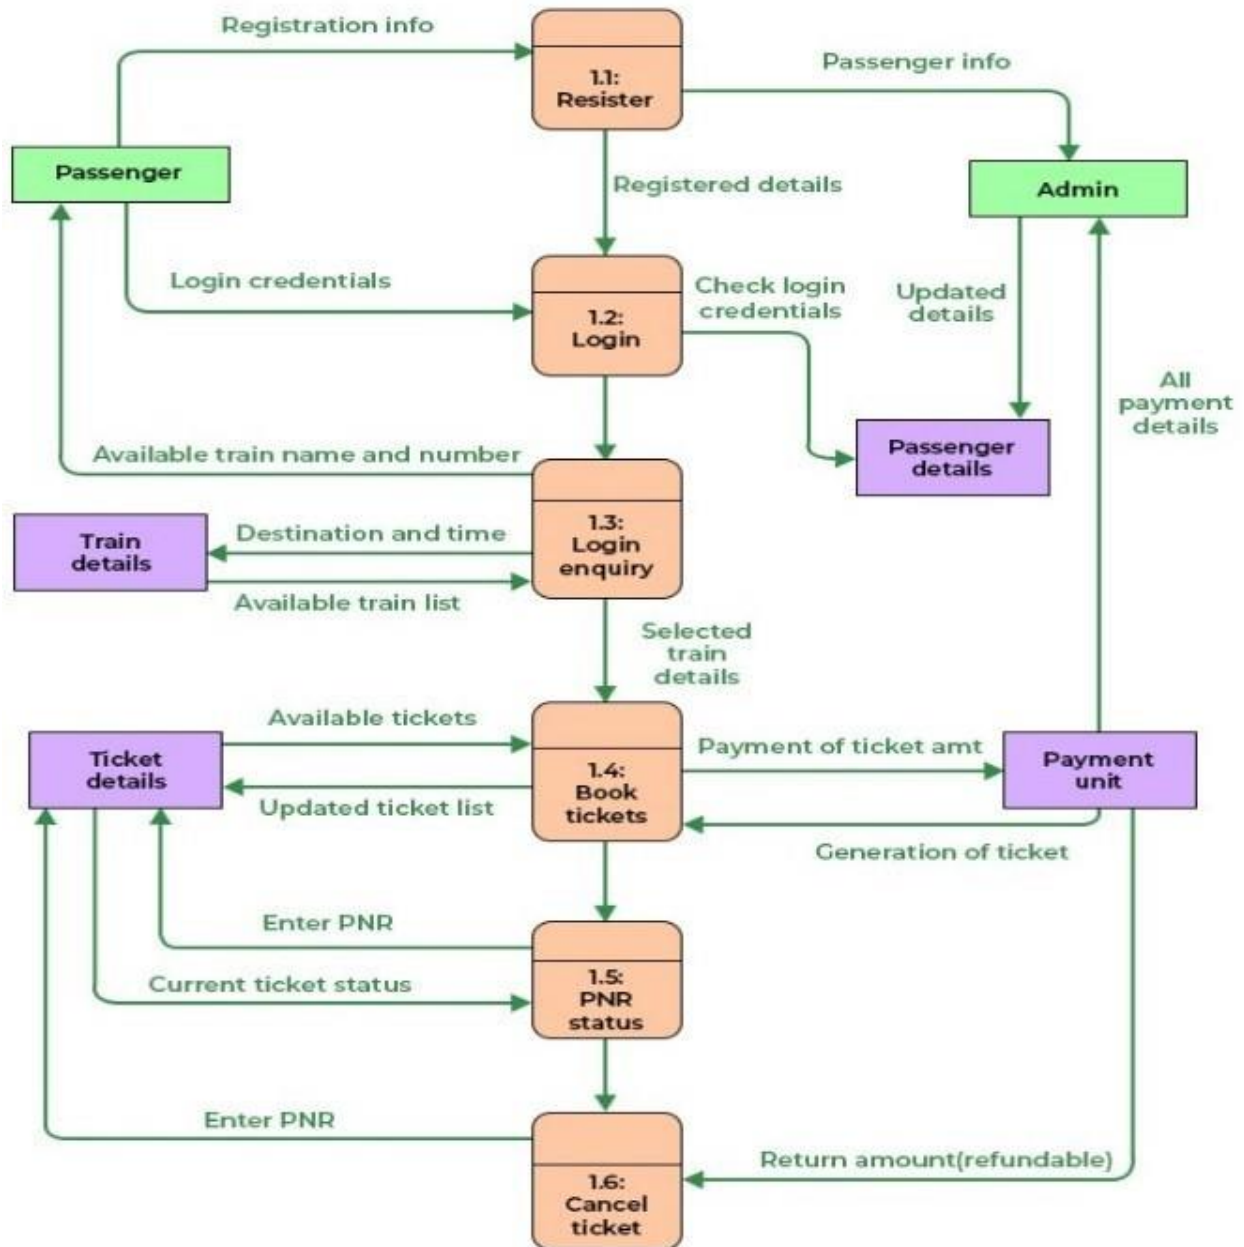 Registration info
1.1:
Resister
Passenger info
Passenger
Admin
Registered details
Login credentials
1.2:
Login
Check login
credentials
Updated
details
All
payment
details
Passenger
details
Available train name and number
1.3:
Login
enquiry
Train
details
Destination and time
Available train list
Selected
train
details
Available tickets
Ticket
details
Updated ticket list
1.4:
Book
tickets
Payment of ticket amt
Payment
unit
Generation of ticket
Enter PNR
Current ticket status
1.5:
PNR
status
Enter PNR
Return amount(refundable)
1.6:
Cancel
ticket